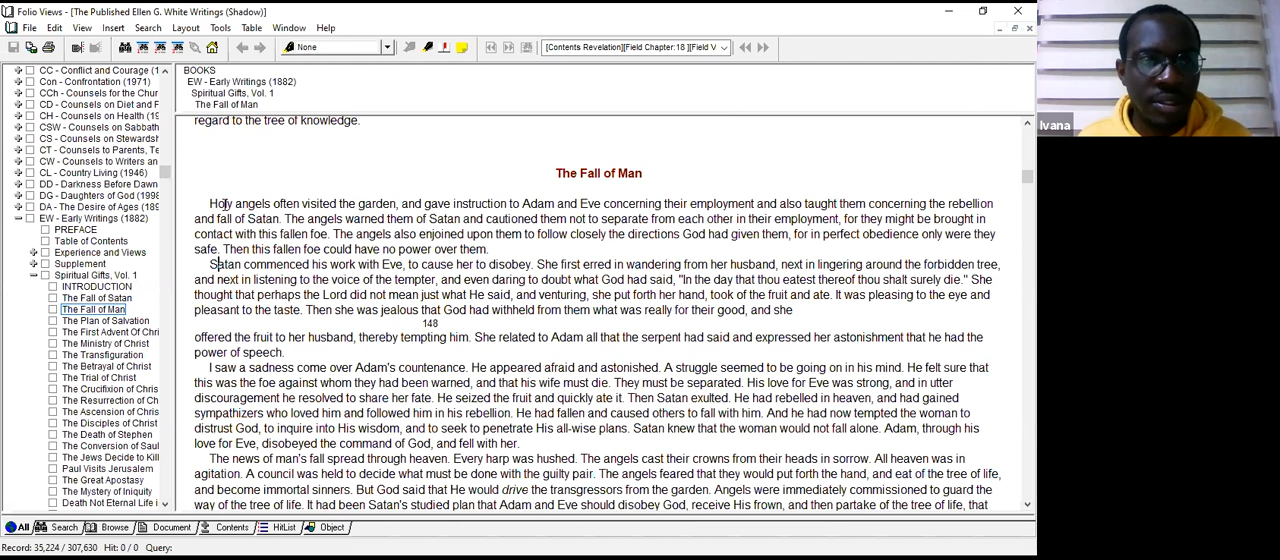 Folio Views - [The Published Ellen G. White Writings (Shadow)]
File Edit View Insert Search Layout Tools Table Window Help
None
[Contents Revelation][Field Chapter:18 ][Field V
CC - Conflict and Courage (1
Con - Confrontation (1971)
CCh - Counsels for the Chur
CD - Counsels on Diet and F
CH - Counsels on Health (19
CSW - Counsels on Sabbath
CS - Counsels on Stewardsh
CT - Counsels to Parents, Te
CW - Counsels to Writers an
CL - Country Living (1946)
DD - Darkness Before Dawn
DG - Daughters of God (1998
DA - The Desire of Ages (189
EW - Early Writings (1882)
PREFACE
Table of Contents
Experience and Views
Supplement
Spiritual Gifts, Vol. 1
INTRODUCTION
The Fall of Satan
The Fall of Man
The Plan of Salvation
The First Advent Of Chri
The Ministry of Christ
The Transfiguration
The Betrayal of Christ
The Trial of Christ
The Crucifixion of Christ
The Resurrection of Chri
The Ascension of Christ
The Disciples of Christ
The Death of Stephen
The Conversion of Saul
The Jews Decide to Kill
Paul Visits Jerusalem
The Great Apostasy
The Mystery of Iniquity
Death Not Eternal Life i
BOOKS
EW - Early Writings (1882)
Spiritual Gifts, Vol. 1
The Fall of Man
regard to the tree of knowledge.
The Fall of Man
Holy angels often visited the garden, and gave instruction to Adam and Eve concerning their employment and also taught them concerning the rebellion
and fall of Satan. The angels warned them of Satan and cautioned them not to separate from each other in their employment, for they might be brought in
contact with this fallen foe. The angels also enjoined upon them to follow closely the directions God had given them, for in perfect obedience only were they
safe. Then this fallen foe could have no power over them.
Satan commenced his work with Eve, to cause her to disobey. She first erred in wandering from her husband, next in lingering around the forbidden tree,
and next in listening to the voice of the tempter, and even daring to doubt what God had said, "In the day that thou eatest thereof thou shalt surely die." She
thought that perhaps the Lord did not mean just what He said, and venturing, she put forth her hand, took of the fruit and ate. It was pleasing to the eye and
pleasant to the taste. Then she was jealous that God had withheld from them what was really for their good, and she
148
offered the fruit to her husband, thereby tempting him. She related to Adam all that the serpent had said and expressed her astonishment that he had the
power of speech.
I saw a sadness come over Adam's countenance. He appeared afraid and astonished. A struggle seemed to be going on in his mind. He felt sure that
this was the foe against whom they had been warned, and that his wife must die. They must be separated. His love for Eve was strong, and in utter
discouragement he resolved to share her fate. He seized the fruit and quickly ate it. Then Satan exulted. He had rebelled in heaven, and had gained
sympathizers who loved him and followed him in his rebellion. He had fallen and caused others to fall with him. And he had now tempted the woman to
distrust God, to inquire into His wisdom, and to seek to penetrate His all-wise plans. Satan knew that the woman would not fall alone. Adam, through his
love for Eve, disobeyed the command of God, and fell with her.
The news of man's fall spread through heaven. Every harp was hushed. The angels cast their crowns from their heads in sorrow. All heaven was in
agitation. A council was held to decide what must be done with the guilty pair. The angels feared that they would put forth the hand, and eat of the tree of life,
and become immortal sinners. But God said that He would drive the transgressors from the garden. Angels were immediately commissioned to guard the
way of the tree of life. It had been Satan's studied plan that Adam and Eve should disobey God, receive His frown, and then partake of the tree of life, that
All Search Browse Document Contents HitList Object
Record: 35,224 / 307,630 Hit: 0 / 0 Query:
Ivana